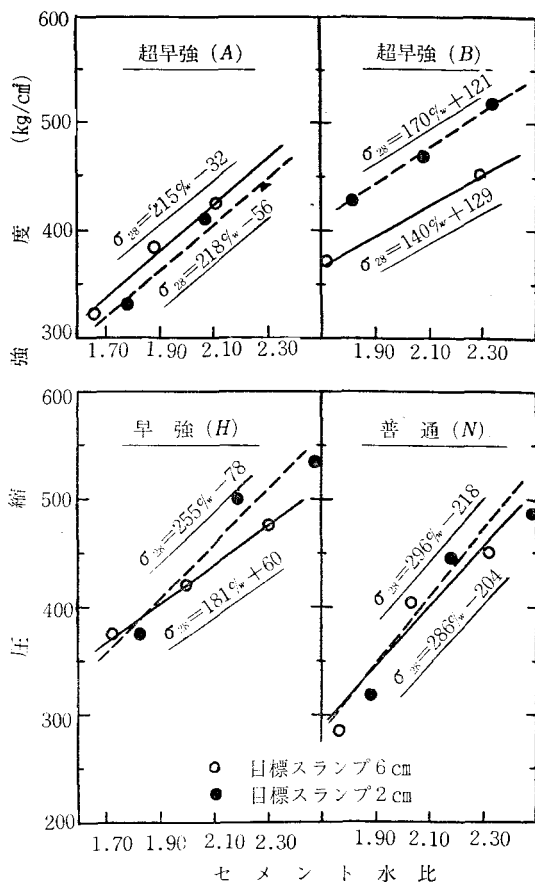 (kg/cm²)
600
500
400
300
超早強 (A)
σ28=215c/w-32
σ28=218c/w-56
1.70 1.90 2.10 2.30
超早強 (B)
σ28=170c/w+121
σ28=140c/w+129
1.90 2.10 2.30
圧縮強度
600
500
400
300
200
早強 (H)
σ28=255c/w-78
σ28=181c/w+60
普通 (N)
σ28=296c/w-218
σ28=286c/w-204
○ 目標スランプ6cm
● 目標スランプ2cm
1.70 1.90 2.10 2.30
1.90 2.10 2.30
セメント水比